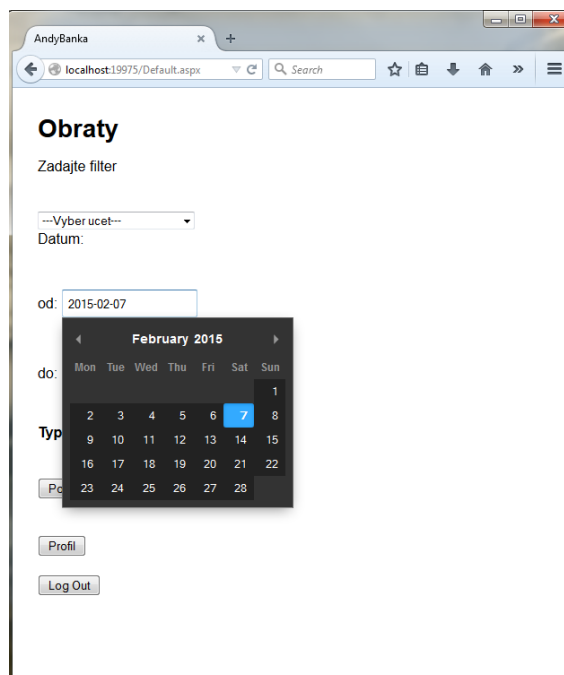 AndyBanka
localhost:19975/Default.aspx
Search
Obraty
Zadajte filter
---Vyber ucet---
Datum:
od: 2015-02-07
February 2015
Mon Tue Wed Thu Fri Sat Sun
1
2 3 4 5 6 7 8
9 10 11 12 13 14 15
16 17 18 19 20 21 22
23 24 25 26 27 28
do:
Typ
Po
Profil
Log Out